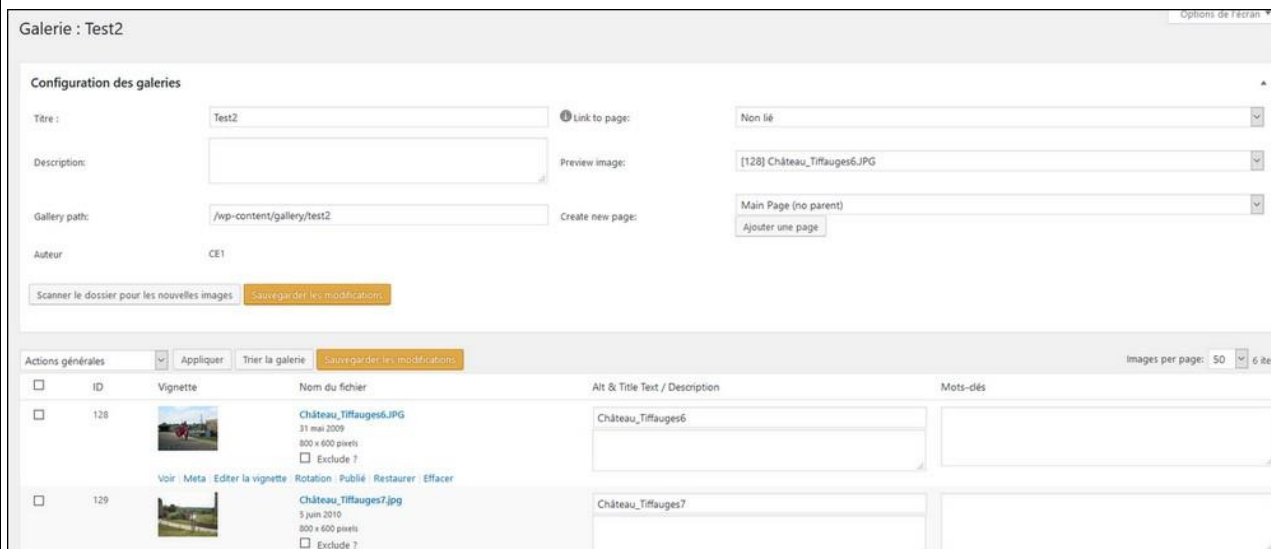 Options de l'écran
Galerie : Test2
Configuration des galeries
Titre : Test2 Link to page: Non lié
Description: Preview image: [128] Château_Tiffauges6.JPG
Gallery path: /wp-content/gallery/test2 Create new page: Main Page (no parent)
Ajouter une page
Auteur CE1
Scanner le dossier pour les nouvelles images Sauvegarder les modifications
Actions générales Appliquer Trier la galerie Sauvegarder les modifications Images per page: 50 6 ite
ID Vignette Nom du fichier Alt & Title Text / Description Mots-clés
128 Château_Tiffauges6.JPG Château_Tiffauges6
31 mai 2009
800 x 600 pixels
Exclude ?
Voir | Meta | Editer la vignette | Rotation | Publié | Restaurer | Effacer
129 Château_Tiffauges7.jpg Château_Tiffauges7
5 juin 2010
800 x 600 pixels
Exclude ?